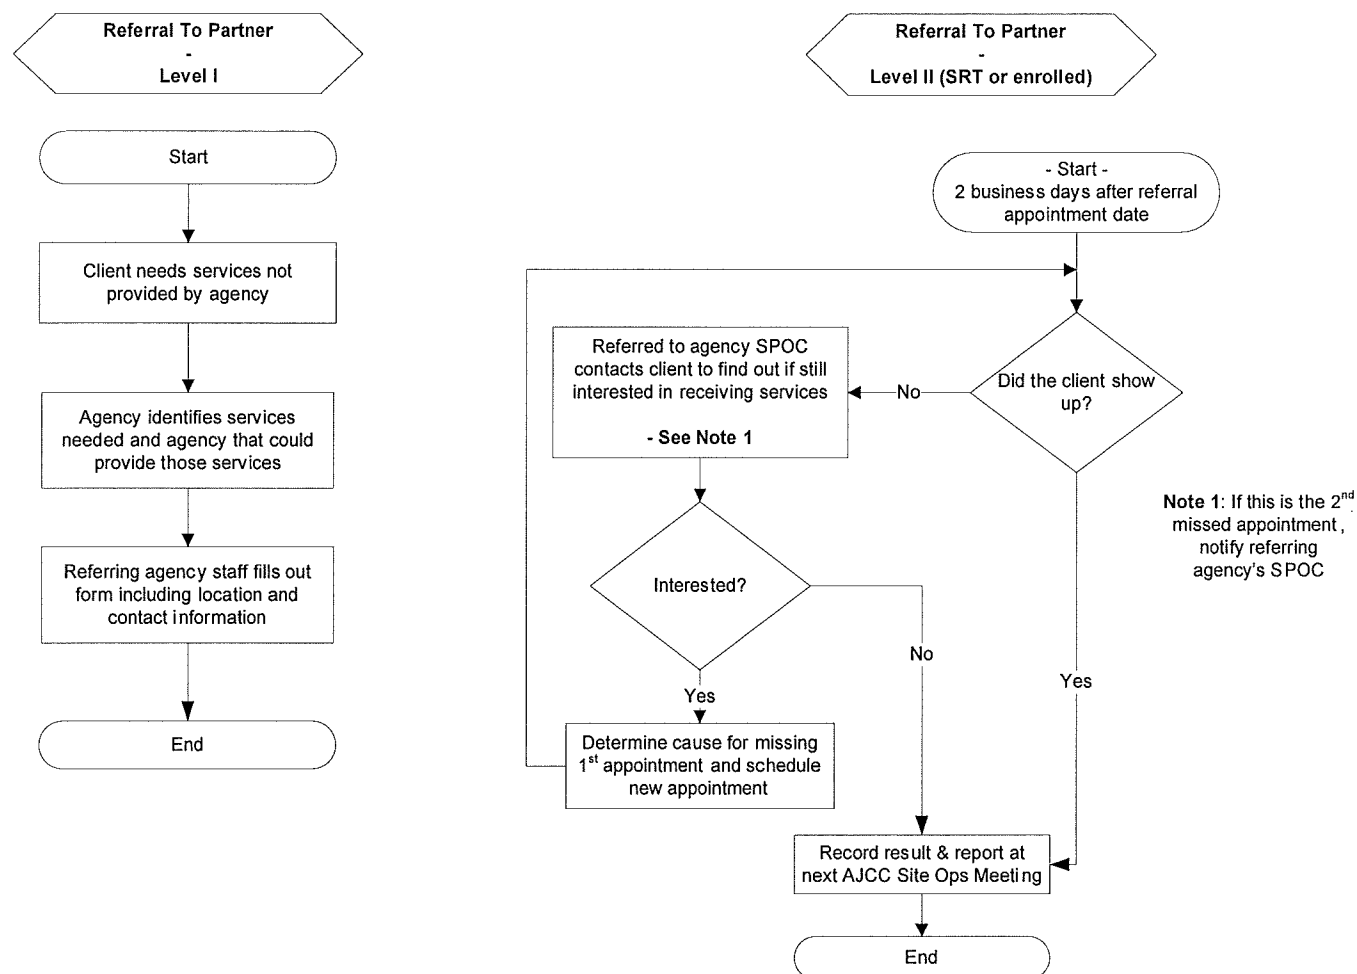 Referral To Partner
-
Level I
Start
Client needs services not
provided by agency
Agency identifies services
needed and agency that could
provide those services
Referring agency staff fills out
form including location and
contact information
End
Referral To Partner
-
Level II (SRT or enrolled)
- Start -
2 business days after referral
appointment date
Did the client show
up?
No
Referred to agency SPOC
contacts client to find out if still
interested in receiving services
- See Note 1
Interested?
Yes
No
Determine cause for missing
1st appointment and schedule
new appointment
Yes
Note 1: If this is the 2nd
missed appointment,
notify referring
agency's SPOC
Record result & report at
next AJCC Site Ops Meeting
End